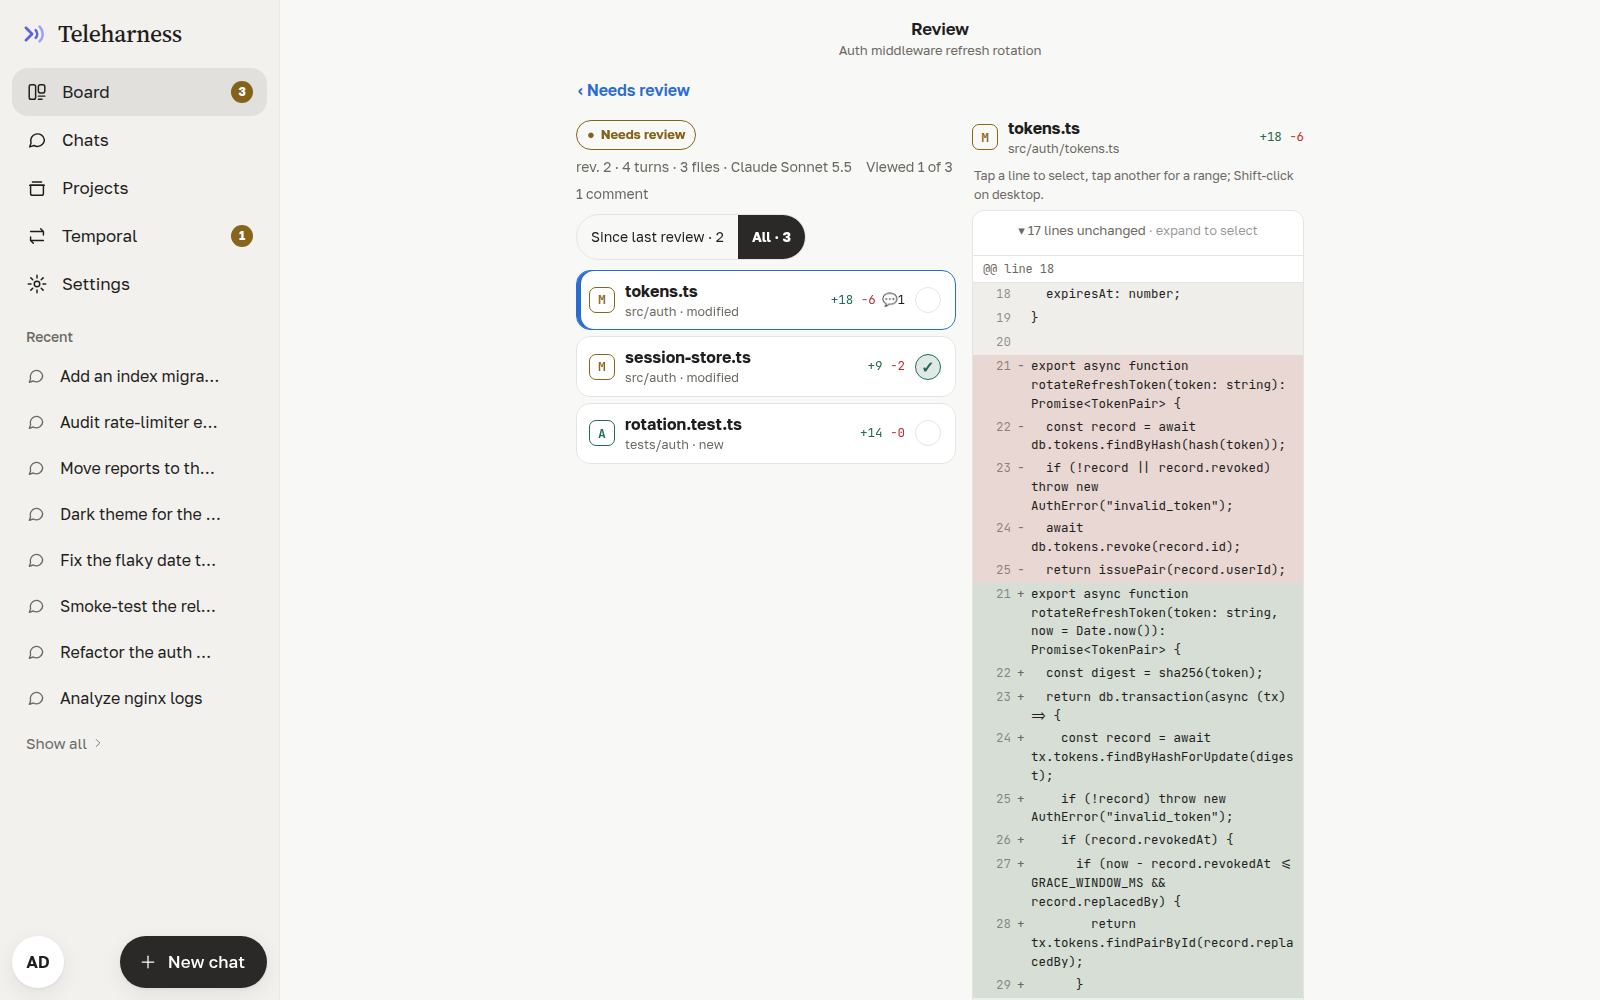 Teleharness
Board 3
Chats
Projects
Temporal 1
Settings
Recent
Add an index migra...
Audit rate-limiter e...
Move reports to th...
Dark theme for the ...
Fix the flaky date t...
Smoke-test the rel...
Refactor the auth ...
Analyze nginx logs
Show all
AD
+ New chat
Review
Auth middleware refresh rotation
‹ Needs review
• Needs review
rev. 2 · 4 turns · 3 files · Claude Sonnet 5.5 Viewed 1 of 3
1 comment
Since last review · 2 All · 3
M tokens.ts
src/auth · modified
+18 -6 💬1
M session-store.ts
src/auth · modified
+9 -2 ✓
A rotation.test.ts
tests/auth · new
+14 -0
M tokens.ts
src/auth/tokens.ts
+18 -6
Tap a line to select, tap another for a range; Shift-click
on desktop.
▾ 17 lines unchanged · expand to select
@@ line 18
18 expiresAt: number;
19 }
20
21 - export async function
rotateRefreshToken(token: string):
Promise<TokenPair> {
22 - const record = await
db.tokens.findByHash(hash(token));
23 - if (!record || record.revoked)
throw new
AuthError("invalid_token");
24 - await
db.tokens.revoke(record.id);
25 - return issuePair(record.userId);
21 + export async function
rotateRefreshToken(token: string,
now = Date.now()):
Promise<TokenPair> {
22 + const digest = sha256(token);
23 + return db.transaction(async (tx)
=> {
24 + const record = await
tx.tokens.findByHashForUpdate(diges
t);
25 + if (!record) throw new
AuthError("invalid_token");
26 + if (record.revokedAt) {
27 + if (now - record.revokedAt <=
GRACE_WINDOW_MS &&
record.replacedBy) {
28 + return
tx.tokens.findPairById(record.repla
cedBy);
29 + }